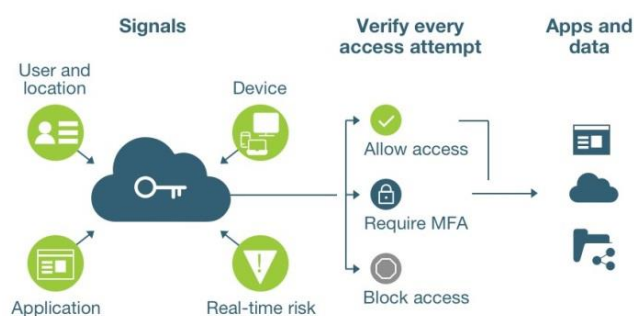 Signals
Verify every
access attempt
Apps and
data
User and
location
Device
Application
Real-time risk
Allow access
Require MFA
Block access